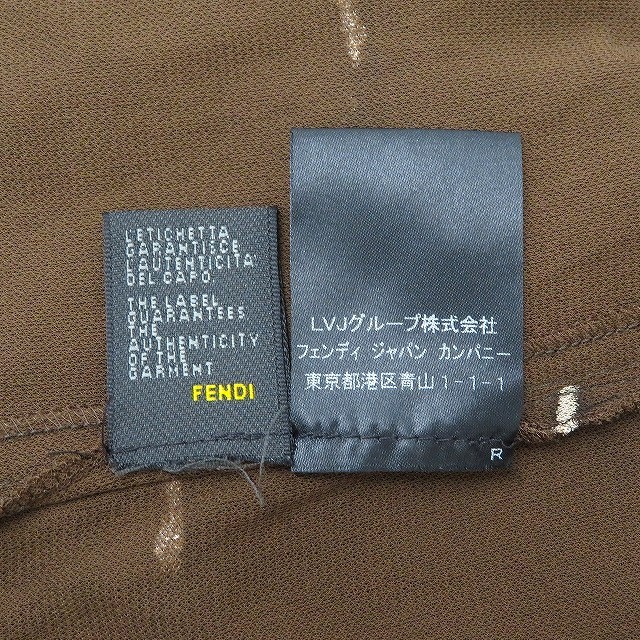 L'ETICHETTA
GARANTISCE
L'AUTENTICITA'
DEL CAPO
THE LABEL
GUARANTEES
THE
AUTHENTICITY
OF THE
GARMENT
FENDI
LVJグループ株式会社
フェンディ ジャパン カンパニー
東京都港区青山1-1-1
R